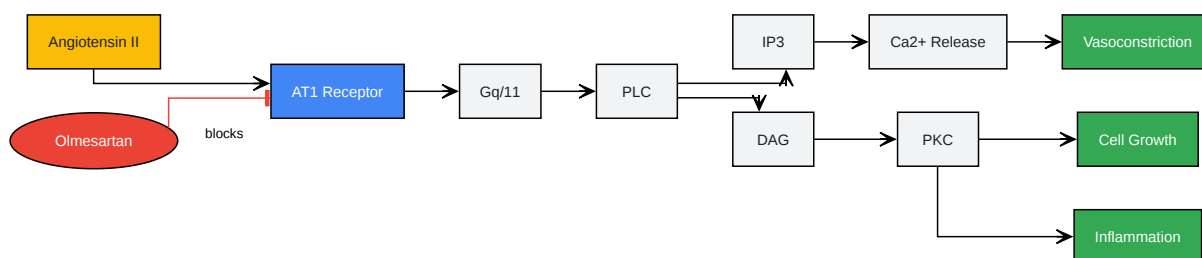 Angiotensin II
IP3
Ca2+ Release
Vasoconstriction
AT1 Receptor
Gq/11
PLC
blocks
Olmesartan
DAG
PKC
Cell Growth
Inflammation